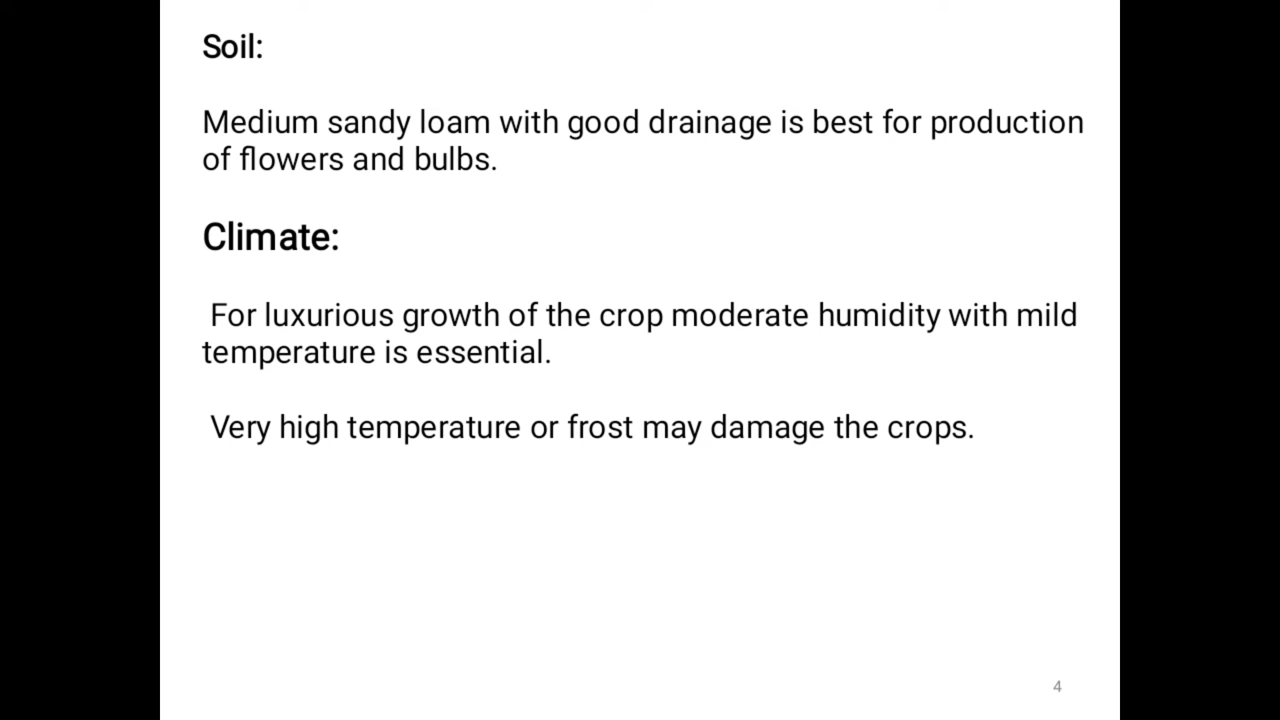 Soil:
Medium sandy loam with good drainage is best for production
of flowers and bulbs.
Climate:
For luxurious growth of the crop moderate humidity with mild
temperature is essential.
Very high temperature or frost may damage the crops.
4